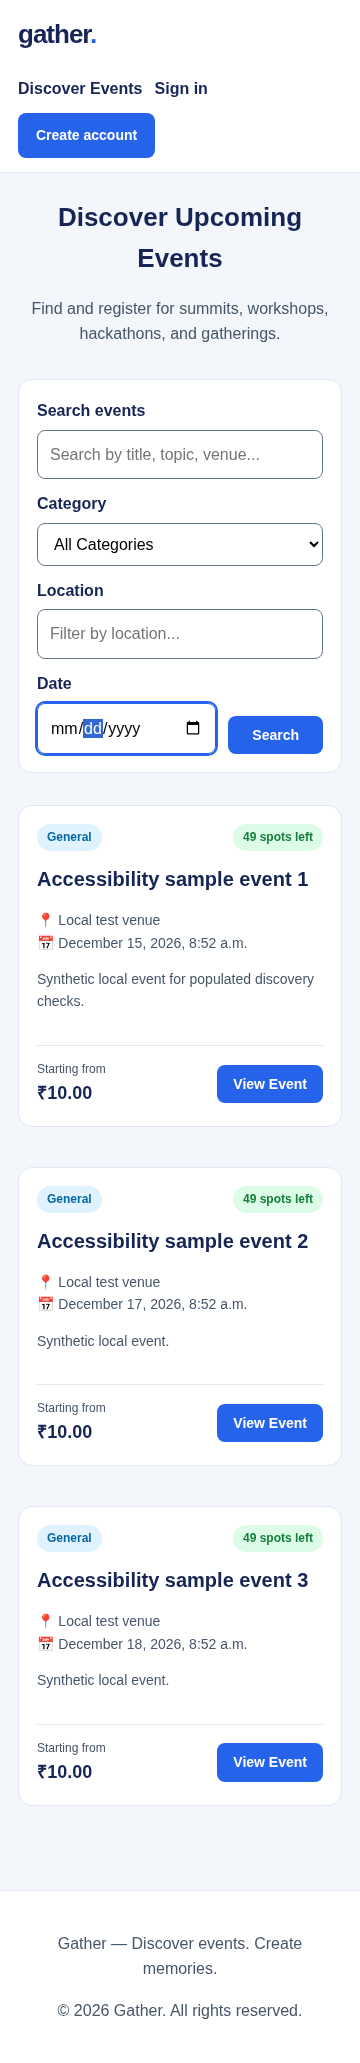 gather.
Discover Events Sign in
Create account
Discover Upcoming
Events
Find and register for summits, workshops,
hackathons, and gatherings.
Search events
Search by title, topic, venue...
Category
All Categories
Location
Filter by location...
Date
mm/dd/yyyy
Search
General 49 spots left
Accessibility sample event 1
📍 Local test venue
📅 December 15, 2026, 8:52 a.m.
Synthetic local event for populated discovery
checks.
Starting from
₹10.00
View Event
General 49 spots left
Accessibility sample event 2
📍 Local test venue
📅 December 17, 2026, 8:52 a.m.
Synthetic local event.
Starting from
₹10.00
View Event
General 49 spots left
Accessibility sample event 3
📍 Local test venue
📅 December 18, 2026, 8:52 a.m.
Synthetic local event.
Starting from
₹10.00
View Event
Gather — Discover events. Create
memories.
© 2026 Gather. All rights reserved.